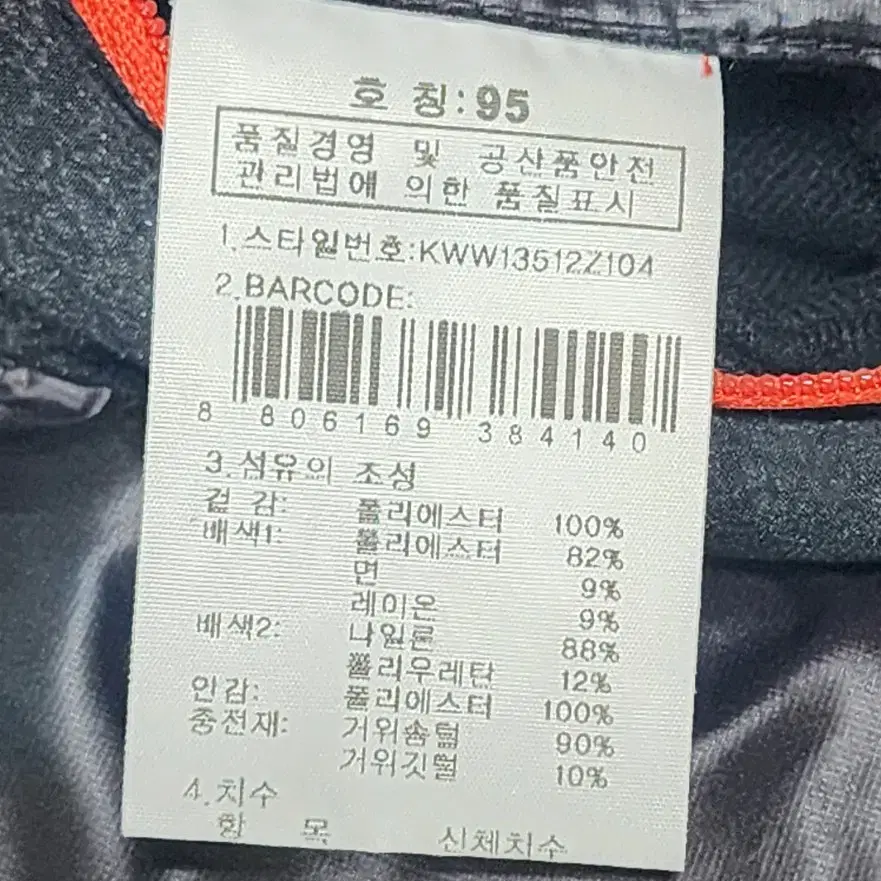 호 칭:95
품질경영 및 공산품안전
관리법에 의한 품질표시
1.스타일번호:KWW13512Z104
2.BARCODE:
8 806169 384140
3.섬유의 조성
겉 감: 폴리에스터 100%
배색1: 폴리에스터 82%
면 9%
레이온 9%
배색2: 나일론 88%
폴리우레탄 12%
안감: 폴리에스터 100%
충전재: 거위솜털 90%
거위깃털 10%
4.치수
항 목 신체치수